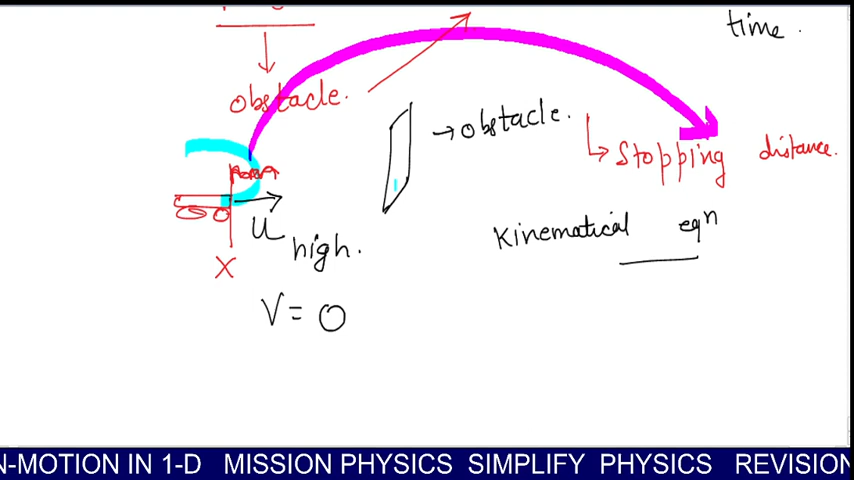 time.
obstacle.
→obstacle.
Stopping distance.
u
high.
Kinematical eqn
X
V = 0
N-MOTION IN 1-D MISSION PHYSICS SIMPLIFY PHYSICS REVISION